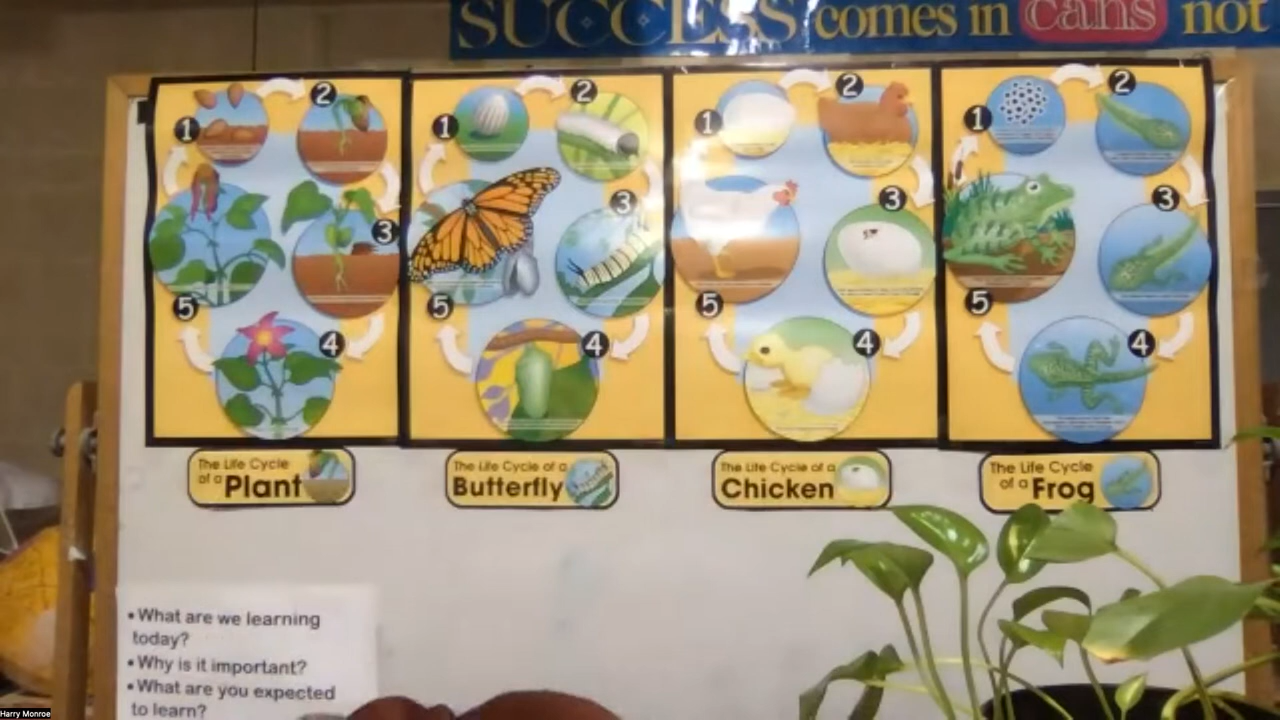 SUCCESS comes in cans not
1
2
3
4
5
1
2
3
4
5
1
2
3
4
5
1
2
3
4
5
The Life Cycle
of a Plant
The Life Cycle of a
Butterfly
The Life Cycle of a
Chicken
The Life Cycle
of a Frog
• What are we learning
today?
• Why is it important?
• What are you expected
to learn?
Harry Monroe